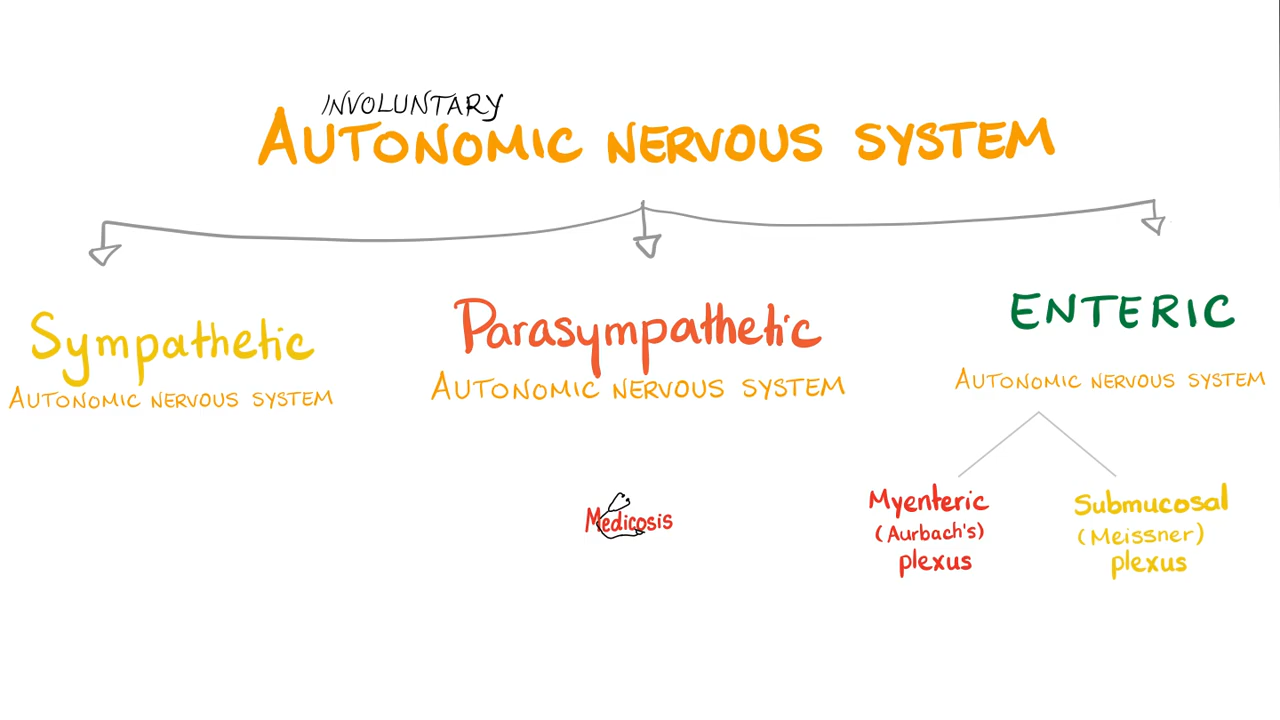 INVOLUNTARY
AUTONOMIC NERVOUS SYSTEM
Sympathetic
AUTONOMIC NERVOUS SYSTEM
Parasympathetic
AUTONOMIC NERVOUS SYSTEM
ENTERIC
AUTONOMIC NERVOUS SYSTEM
Myenteric
(Aurbach's)
plexus
Submucosal
(Meissner)
plexus
Medicosis